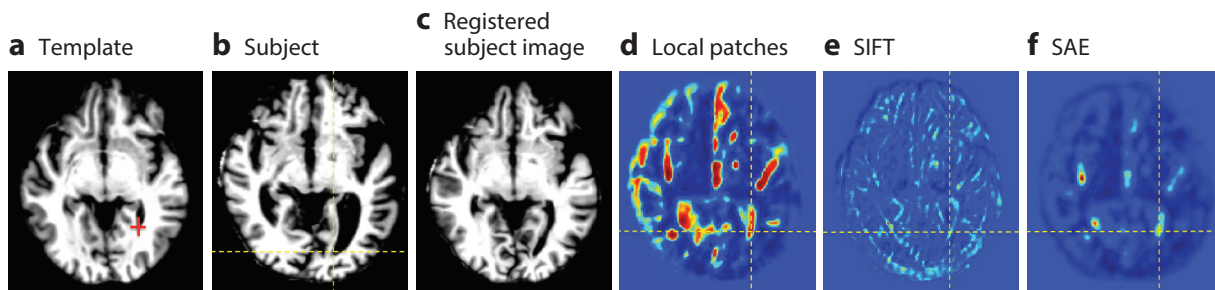 a Template
b Subject
c Registered
subject image
d Local patches
e SIFT
f SAE